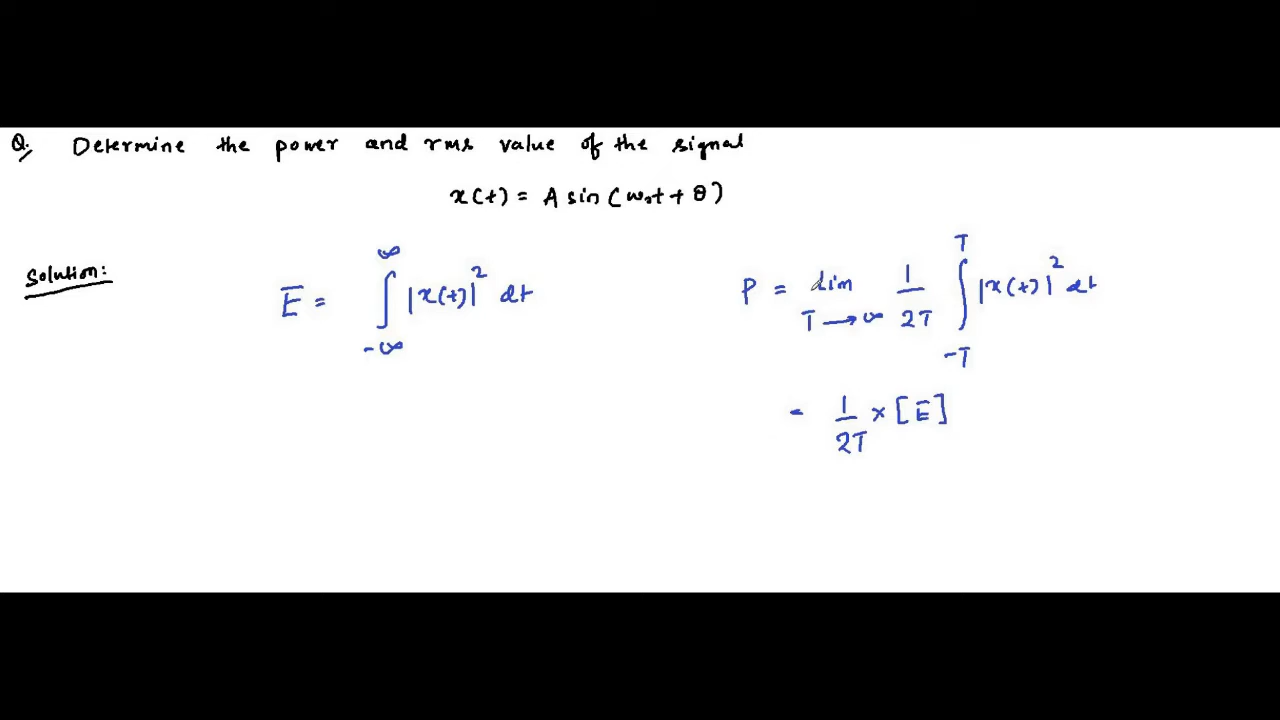 Q. Determine the power and rms value of the signal
x(t) = A sin(ω₀t + θ)
Solution:
E = ∫_{-∞}^{∞} |x(t)|² dt
P = lim_{T→∞} 1/2T ∫_{-T}^{T} |x(t)|² dt
= 1/2T × [E]